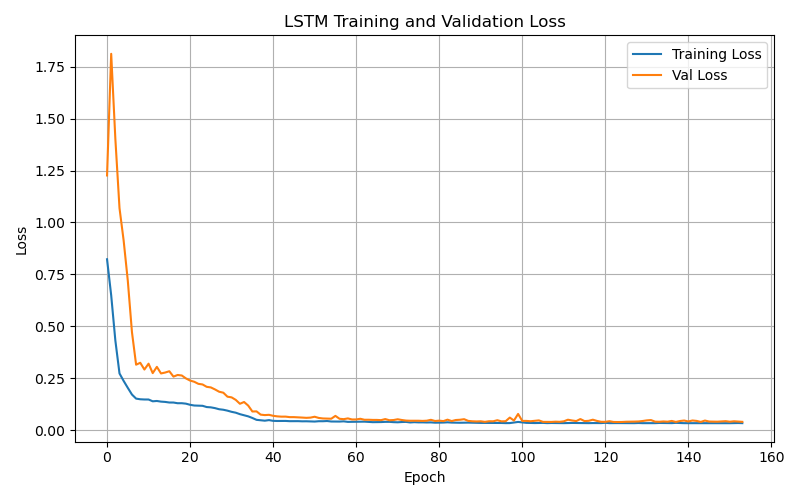 LSTM Training and Validation Loss
Training Loss
Val Loss
Loss
1.75
1.50
1.25
1.00
0.75
0.50
0.25
0.00
0 20 40 60 80 100 120 140 160
Epoch